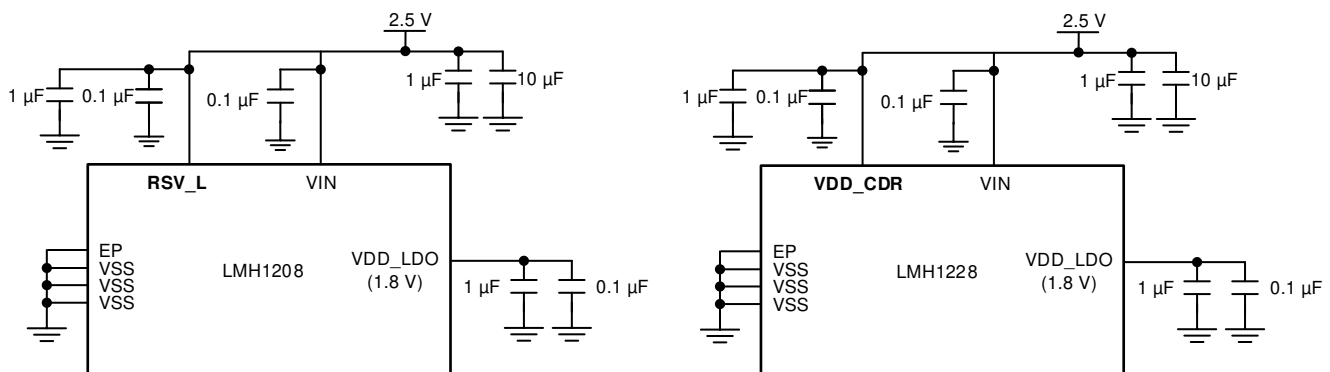 2.5 V
1 µF
0.1 µF
0.1 µF
1 µF
10 µF
RSV_L
VIN
EP
VSS
VSS
VSS
LMH1208
VDD_LDO
(1.8 V)
1 µF
0.1 µF
2.5 V
1 µF
0.1 µF
0.1 µF
1 µF
10 µF
VDD_CDR
VIN
EP
VSS
VSS
VSS
LMH1228
VDD_LDO
(1.8 V)
1 µF
0.1 µF